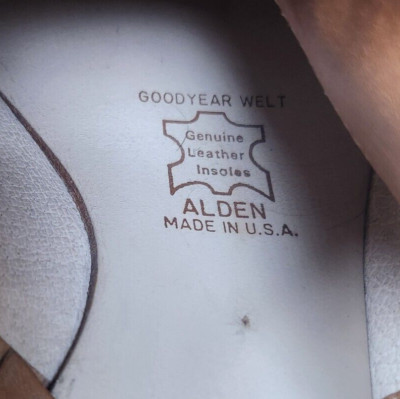 GOODYEAR WELT
Genuine
Leather
Insoles
ALDEN
MADE IN U.S.A.